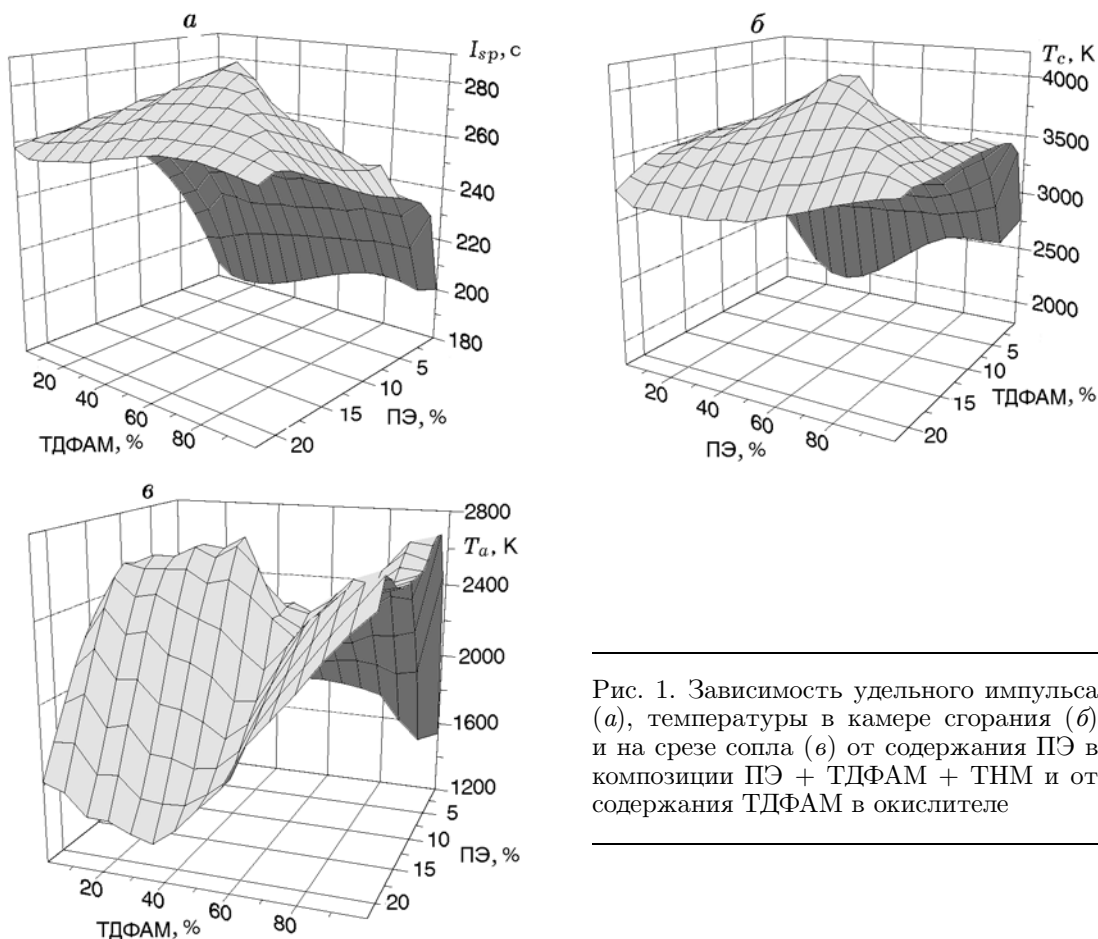 а
I_sp, с
280
260
240
220
200
180
20
40
60
80
ТДФАМ, %
5
10
15
20
ПЭ, %
б
T_c, К
4000
3500
3000
2500
2000
5
10
15
20
ТДФАМ, %
20
40
60
80
ПЭ, %
в
2800
T_a, К
2400
2000
1600
1200
5
10
15
20
ПЭ, %
20
40
60
80
ТДФАМ, %
Рис. 1. Зависимость удельного импульса
(а), температуры в камере сгорания (б)
и на срезе сопла (в) от содержания ПЭ в
композиции ПЭ + ТДФАМ + ТНМ и от
содержания ТДФАМ в окислителе